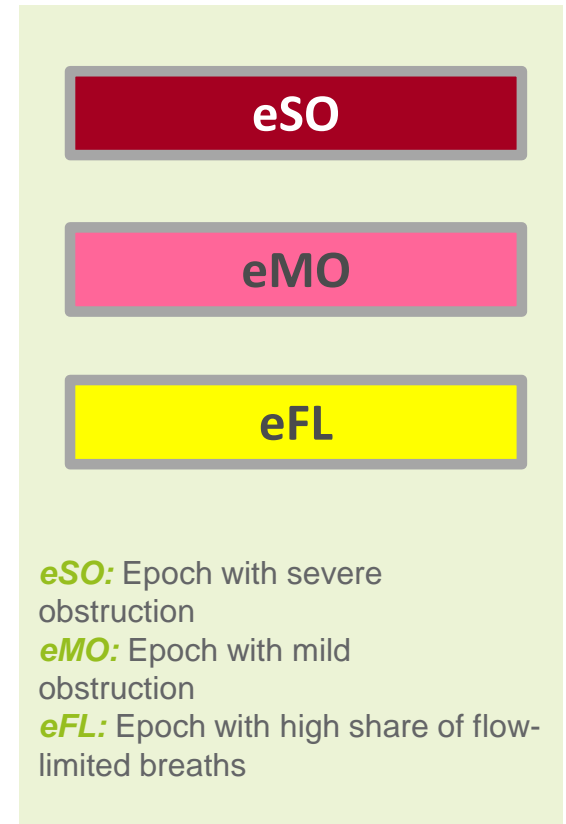 eSO
eMO
eFL
eSO: Epoch with severe
obstruction
eMO: Epoch with mild
obstruction
eFL: Epoch with high share of flow-
limited breaths